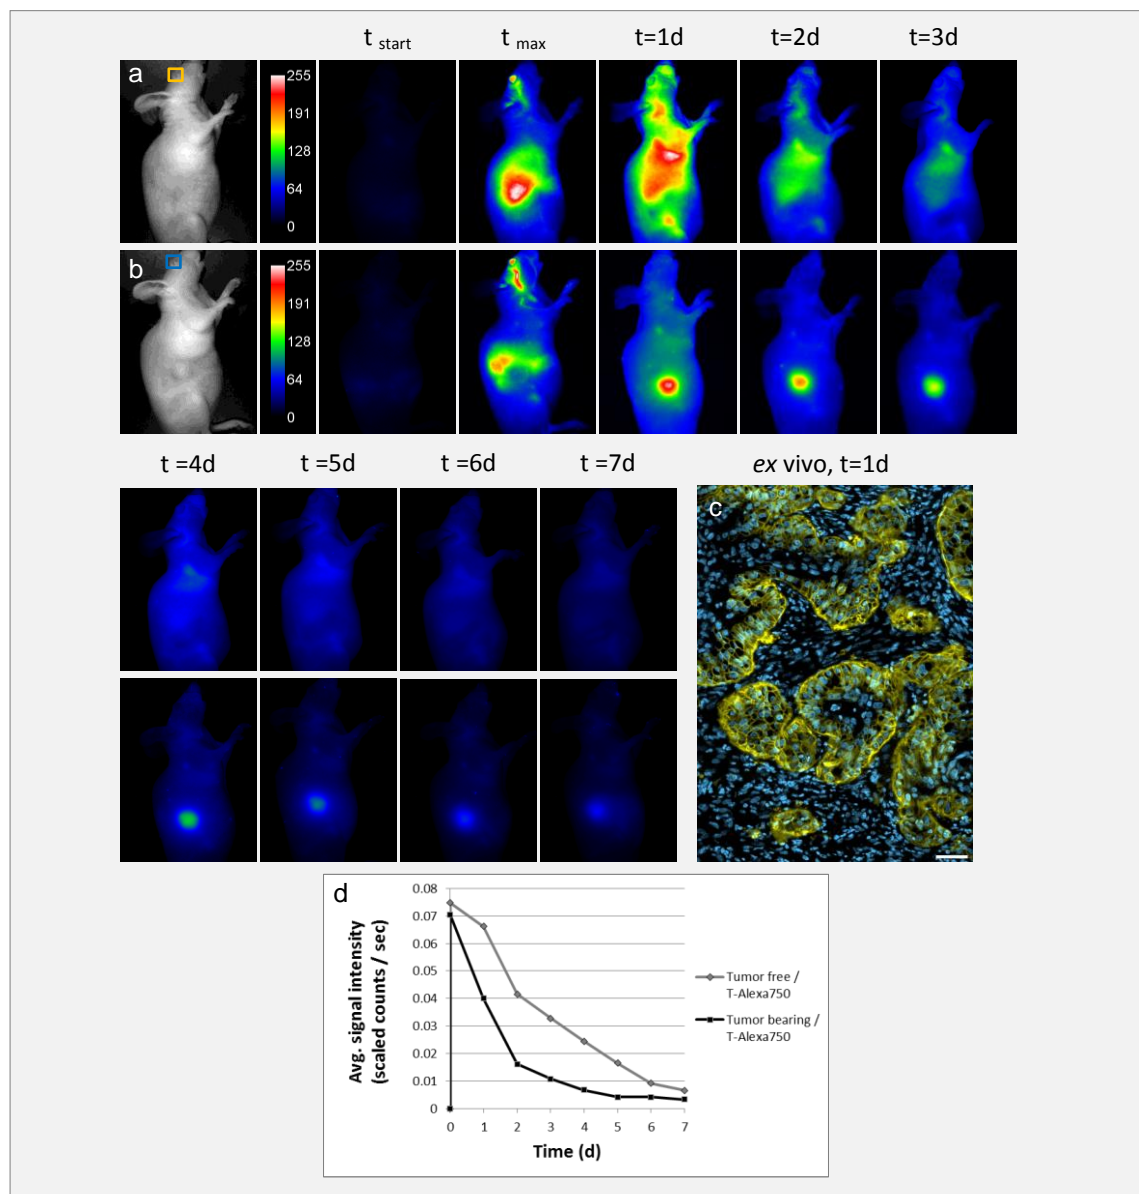 t start t max t=1d t=2d t=3d
a
255
191
128
64
0
b
255
191
128
64
0
t =4d t =5d t =6d t =7d ex vivo, t=1d
c
d
Avg. signal intensity
(scaled counts / sec)
0.08
0.07
0.06
0.05
0.04
0.03
0.02
0.01
0
0 1 2 3 4 5 6 7
Time (d)
Tumor free /
T-Alexa750
Tumor bearing /
T-Alexa750